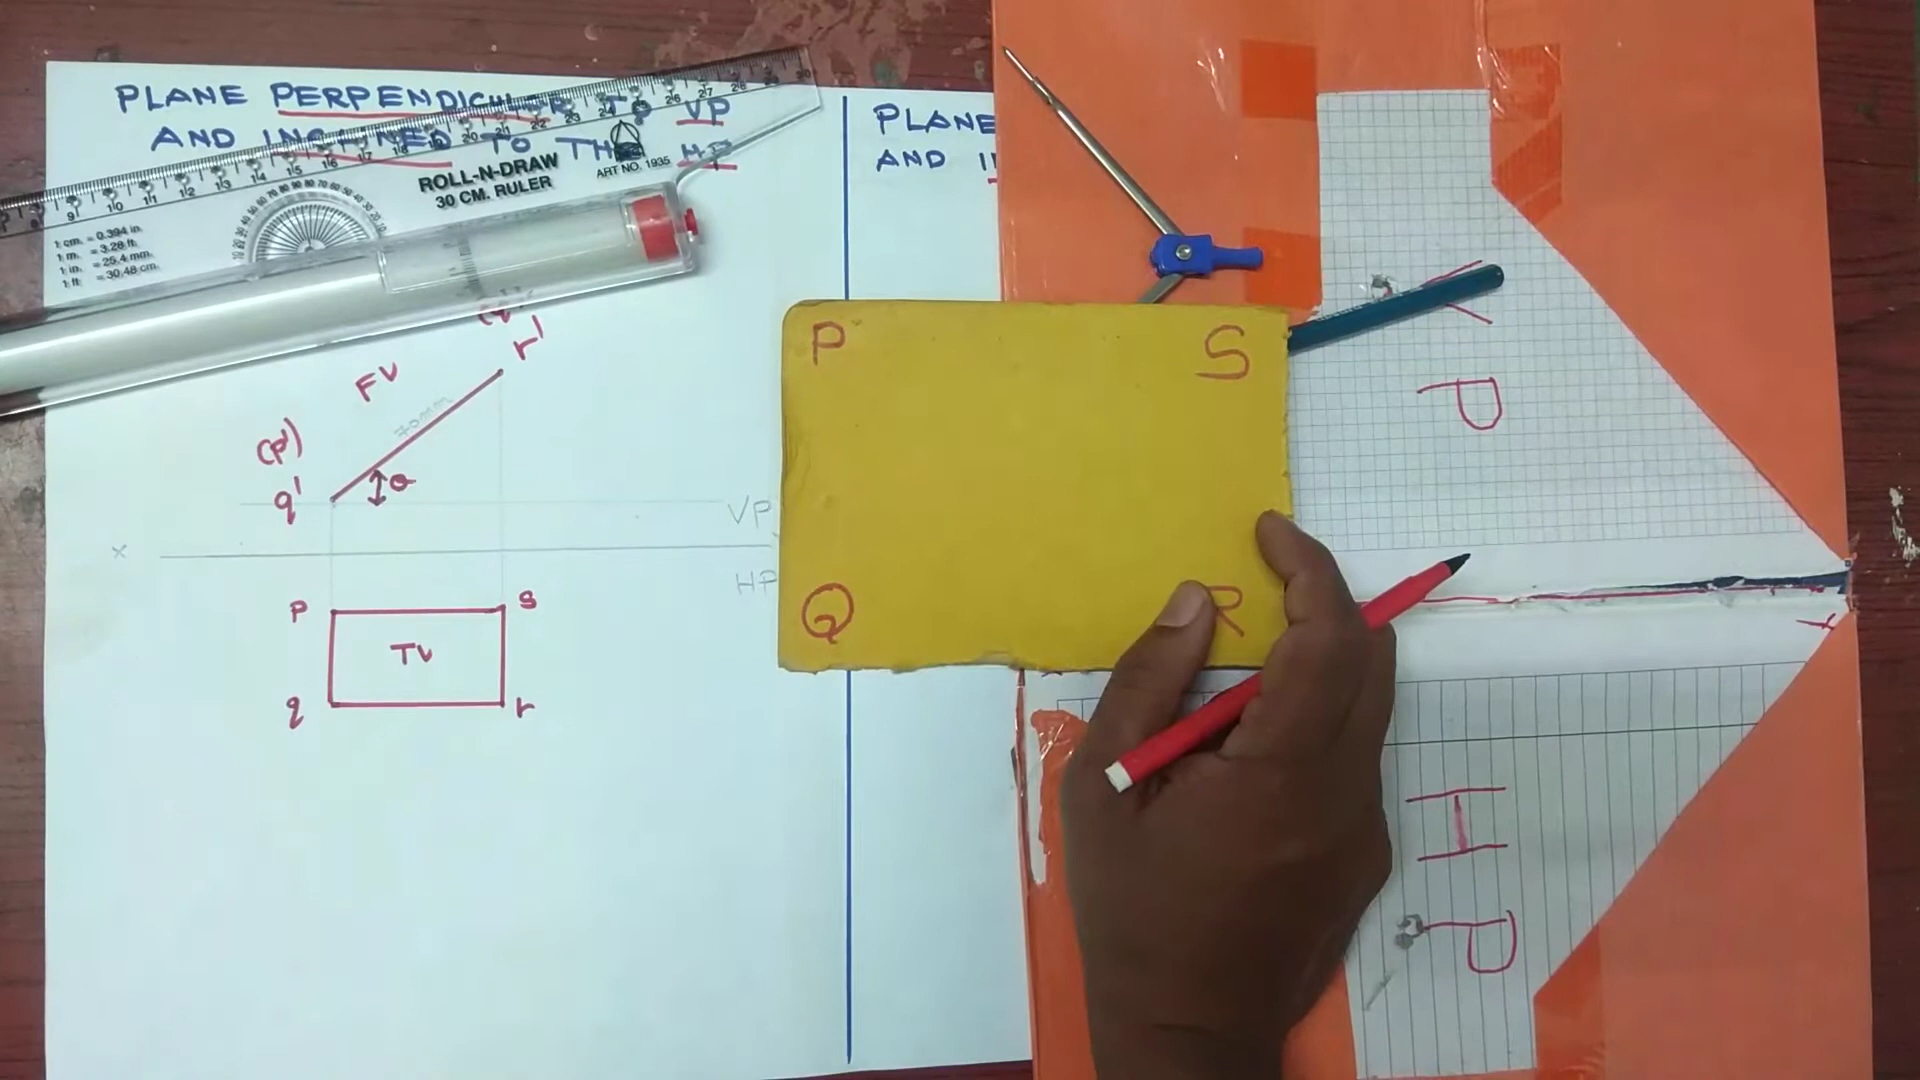 PLANE PERPENDICULAR TO VP
AND INCLINED TO THE HP
PLANE
AND I
ROLL-N-DRAW
30 CM. RULER
ART NO. 1935
1 cm. = 0.394 in.
1 m. = 3.28 ft.
1 in. = 25.4 mm.
1 ft. = 30.48 cm.
r'
FV
70mm
(p')
q'
θ
VP
X
HP
p
s
TV
q
r
P
S
Q
R
V
P
H
P